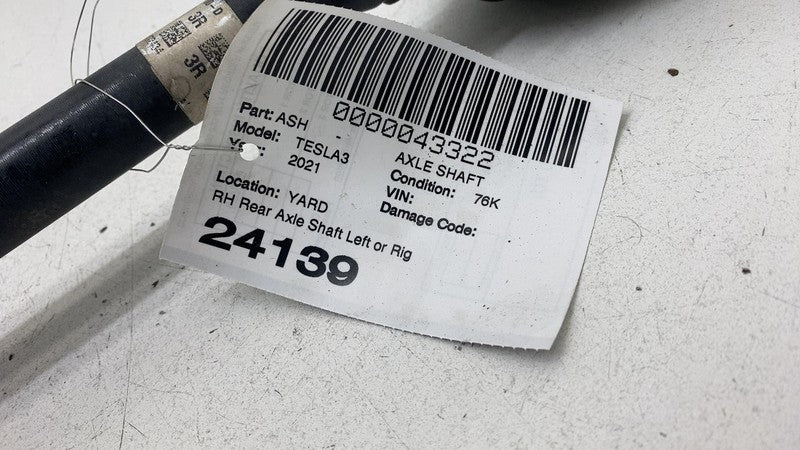 3R
3R
0000043322
Part: ASH
AXLE SHAFT
Model: TESLA3
Condition: 76K
2021
VIN:
Damage Code:
Location: YARD
RH Rear Axle Shaft Left or Rig
24139